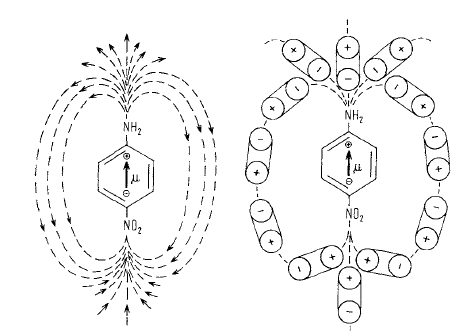 NH₂
⊕
μ
⊖
NO₂
+ − + − − +
+ − − +
NH₂
− + ⊕ − +
μ
⊖
NO₂
− + − +
− + + −
+
−